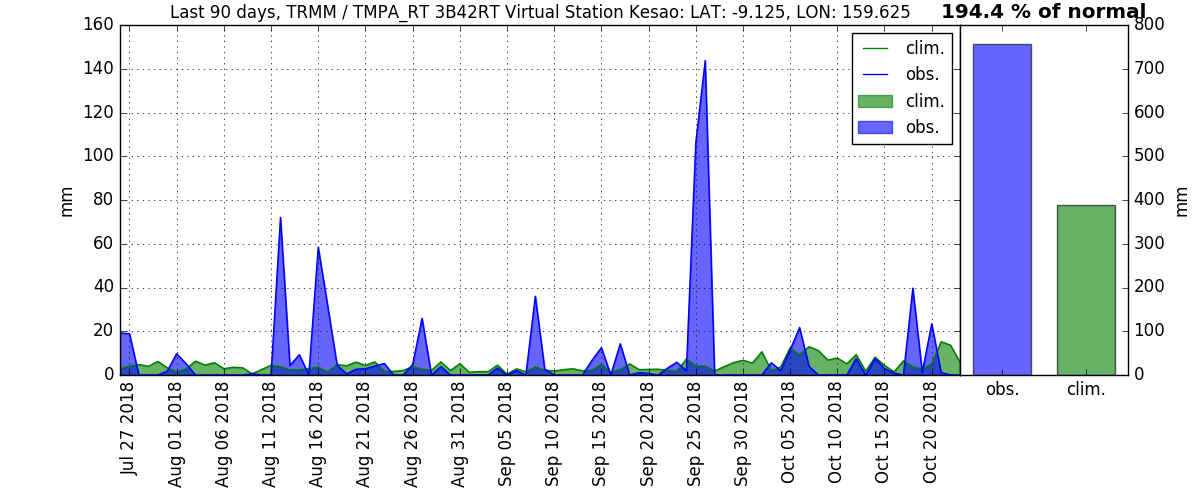 Last 90 days, TRMM / TMPA_RT 3B42RT Virtual Station Kesao: LAT: -9.125, LON: 159.625
194.4 % of normal
160
140
120
100
80
60
40
20
0
mm
clim.
obs.
clim.
obs.
800
700
600
500
400
300
200
100
0
mm
obs.
clim.
Jul 27 2018
Aug 01 2018
Aug 06 2018
Aug 11 2018
Aug 16 2018
Aug 21 2018
Aug 26 2018
Aug 31 2018
Sep 05 2018
Sep 10 2018
Sep 15 2018
Sep 20 2018
Sep 25 2018
Sep 30 2018
Oct 05 2018
Oct 10 2018
Oct 15 2018
Oct 20 2018